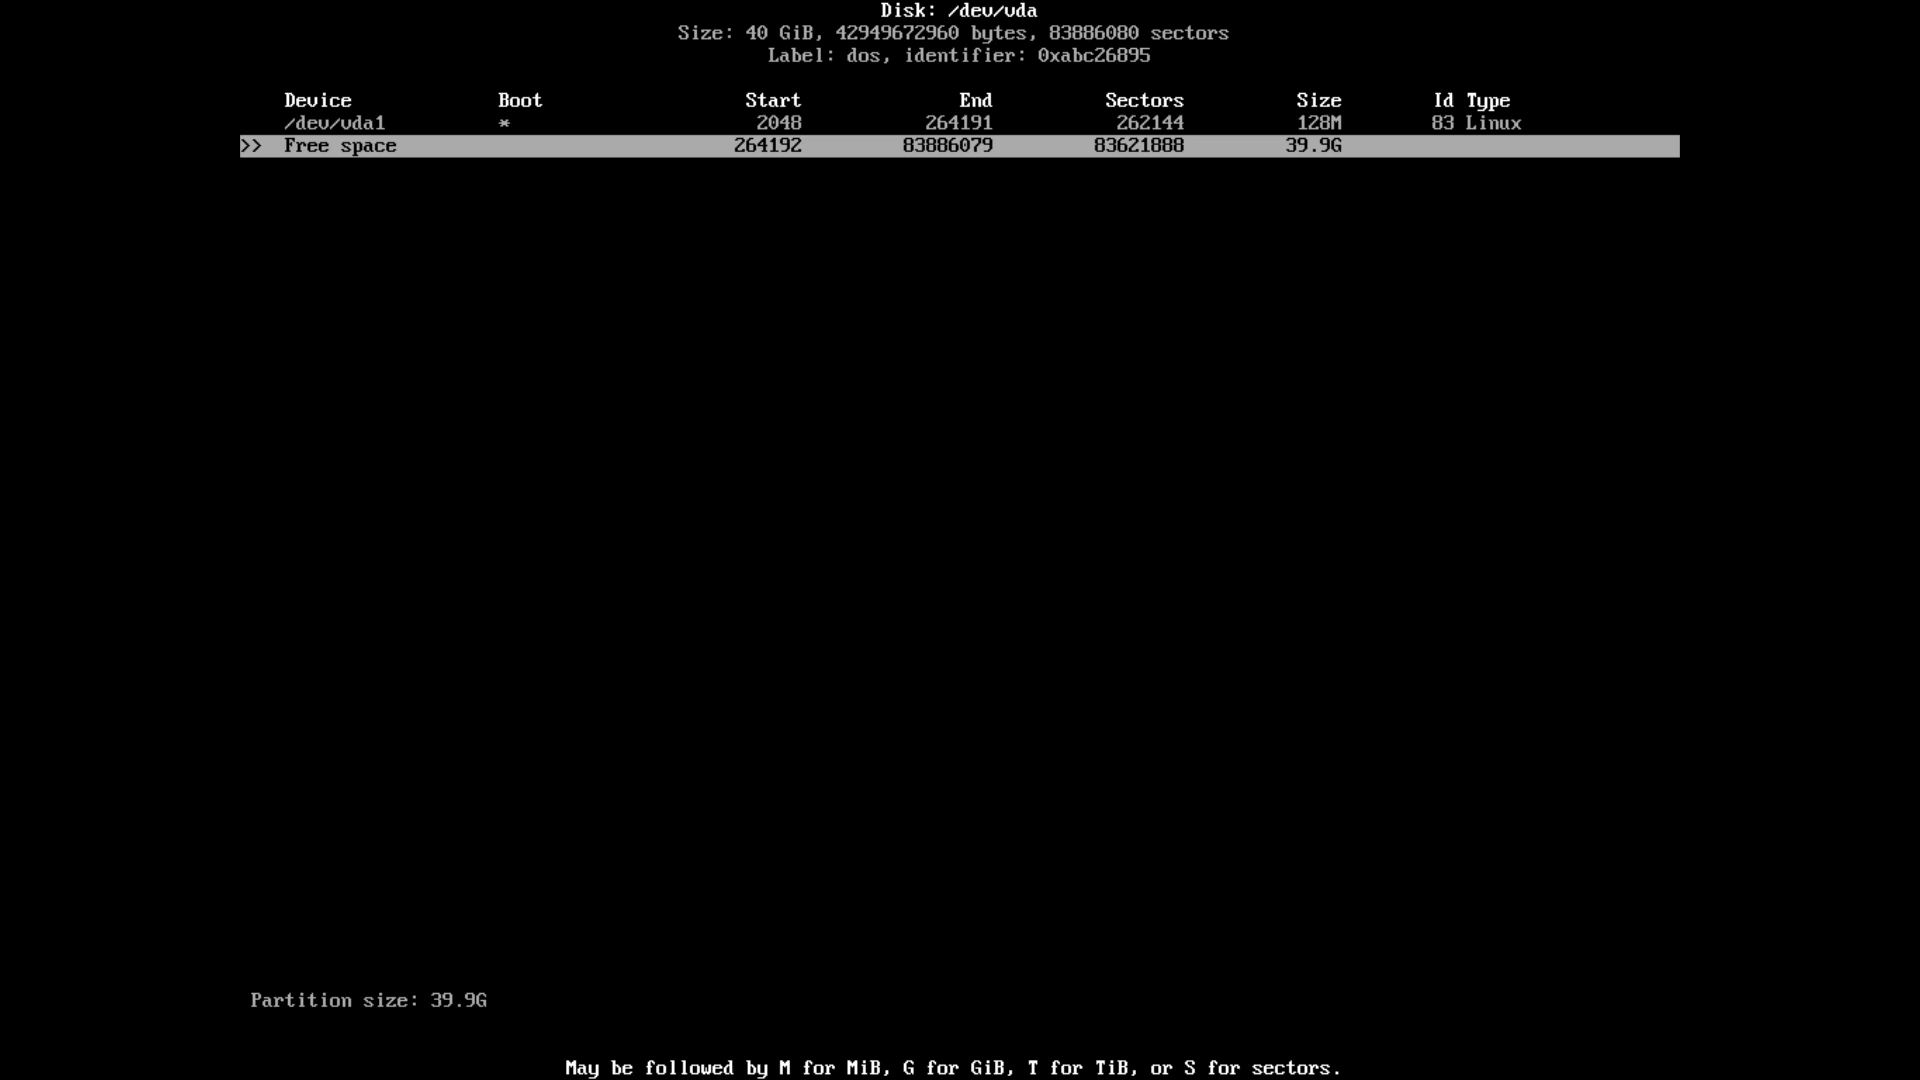 Disk: /dev/vda
Size: 40 GiB, 42949672960 bytes, 83886080 sectors
Label: dos, identifier: 0xabc26895
Device Boot Start End Sectors Size Id Type
/dev/vda1 * 2048 264191 262144 128M 83 Linux
>> Free space 264192 83886079 83621888 39.9G
Partition size: 39.9G
May be followed by M for MiB, G for GiB, T for TiB, or S for sectors.